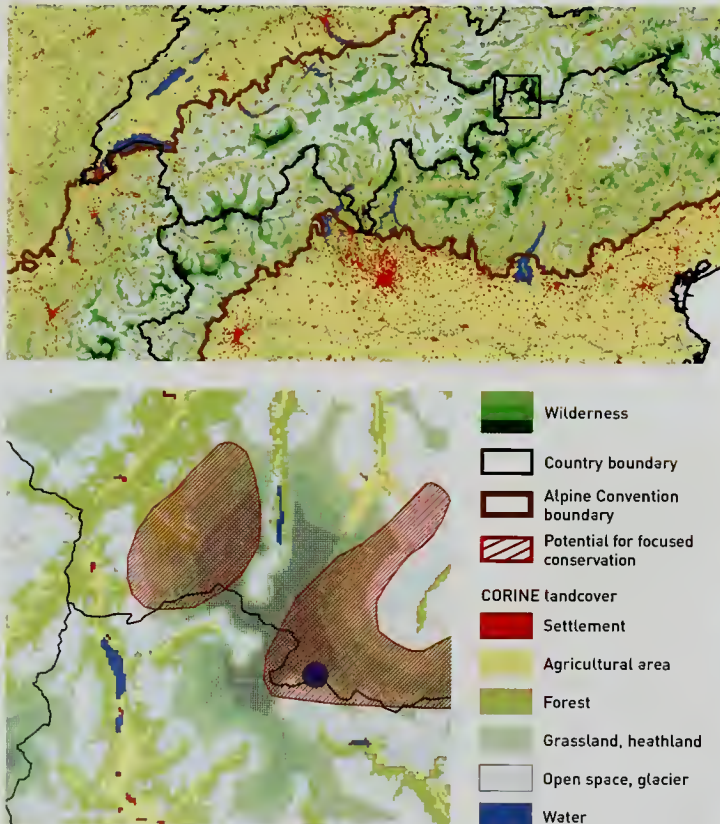 Wilderness
Country boundary
Alpine Convention
boundary
Potential for focused
conservation
CORINE landcover
Settlement
Agricultural area
Forest
Grassland, heathland
Open space, glacier
Water